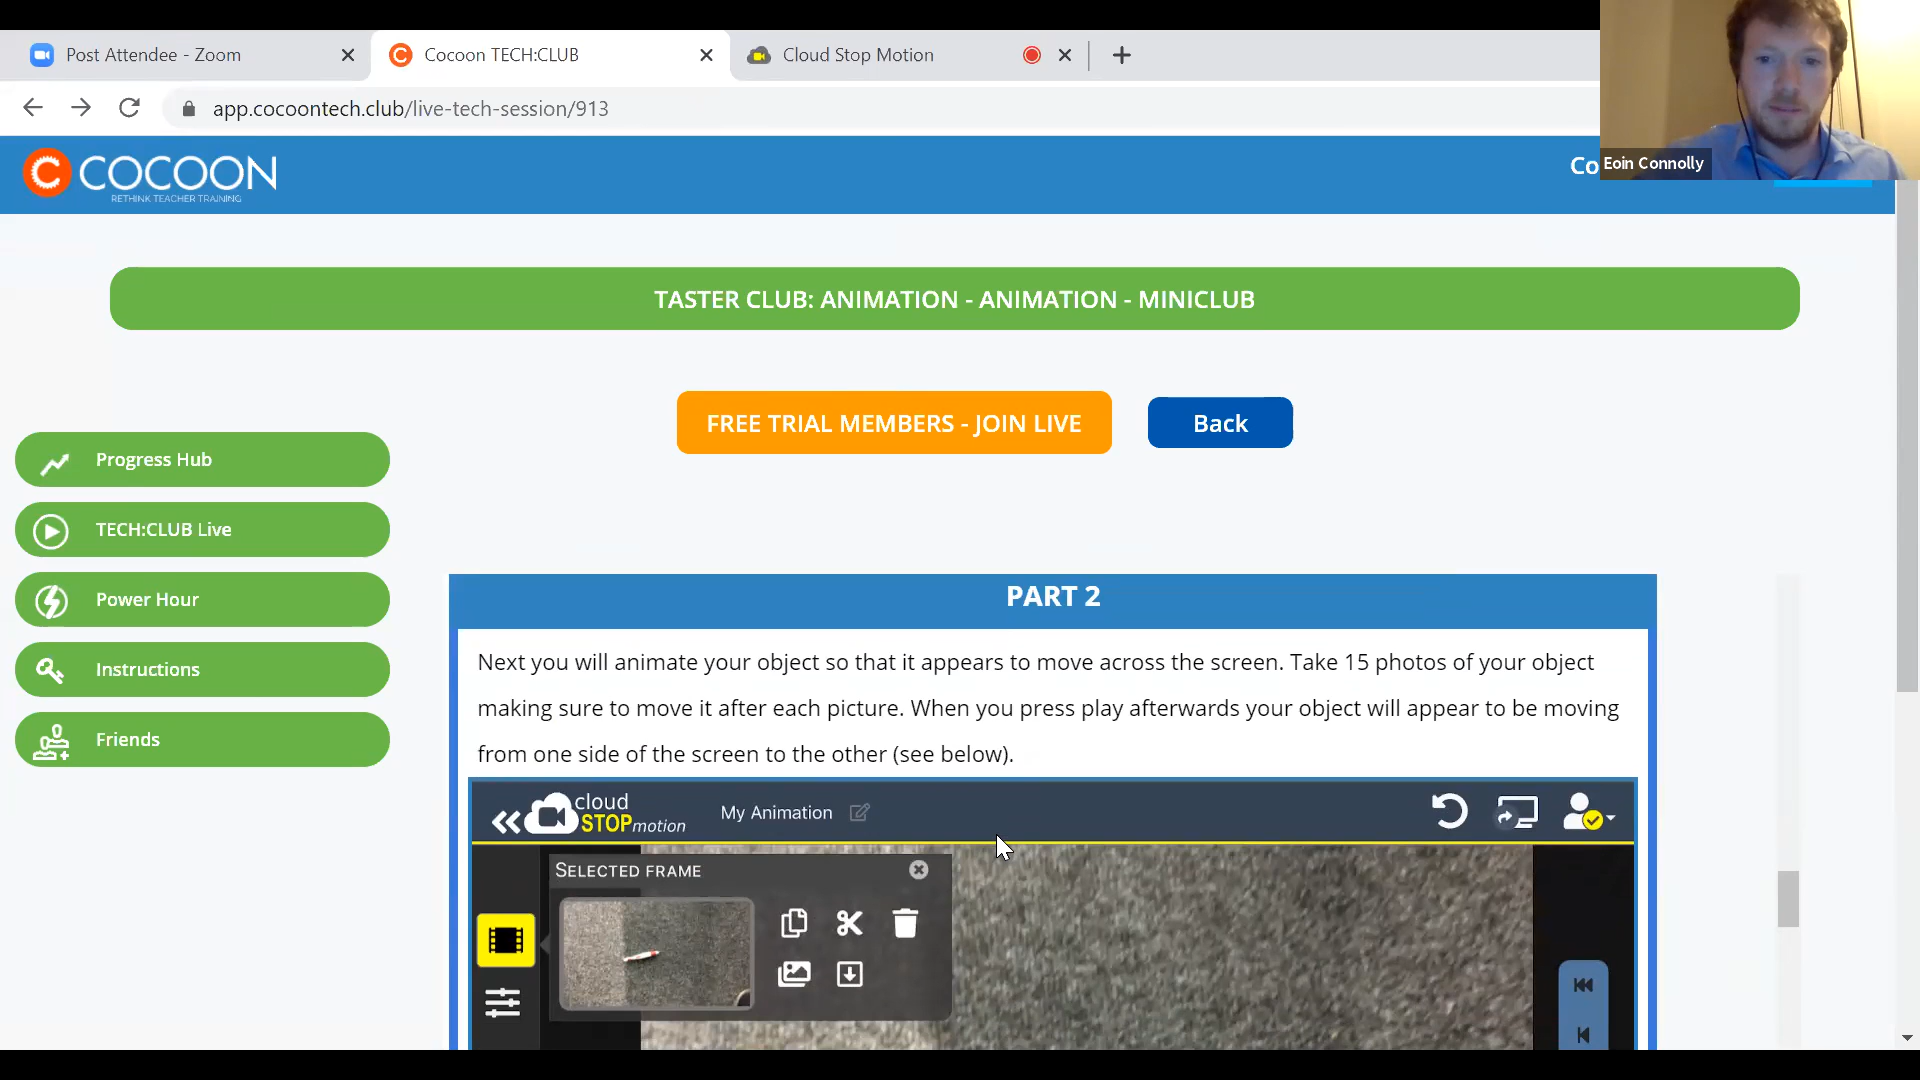 Post Attendee - Zoom
Cocoon TECH:CLUB
Cloud Stop Motion
app.cocoontech.club/live-tech-session/913
Eoin Connolly
COCOON
RETHINK TEACHER TRAINING
Co
TASTER CLUB: ANIMATION - ANIMATION - MINICLUB
FREE TRIAL MEMBERS - JOIN LIVE
Back
Progress Hub
TECH:CLUB Live
Power Hour
Instructions
Friends
PART 2
Next you will animate your object so that it appears to move across the screen. Take 15 photos of your object
making sure to move it after each picture. When you press play afterwards your object will appear to be moving
from one side of the screen to the other (see below).
cloud
STOPmotion
My Animation
SELECTED FRAME